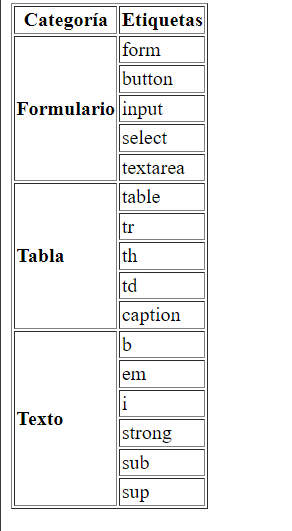 Categoría Etiquetas
Formulario form
button
input
select
textarea
Tabla table
tr
th
td
caption
Texto b
em
i
strong
sub
sup